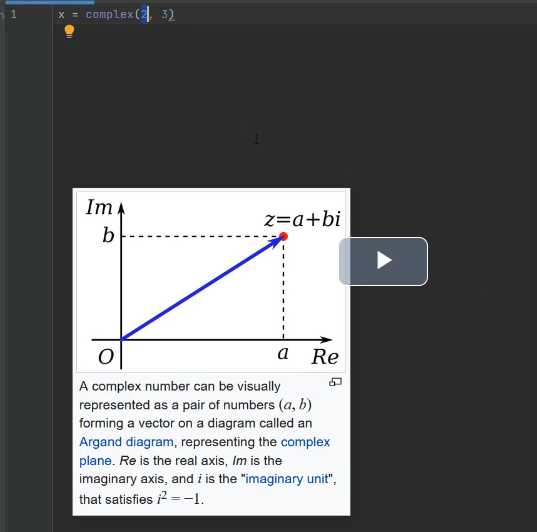 1 x = complex(2, 3)
Im
b
z=a+bi
O
a
Re
A complex number can be visually
represented as a pair of numbers (a, b)
forming a vector on a diagram called an
Argand diagram, representing the complex
plane. Re is the real axis, Im is the
imaginary axis, and i is the "imaginary unit",
that satisfies i² = −1.